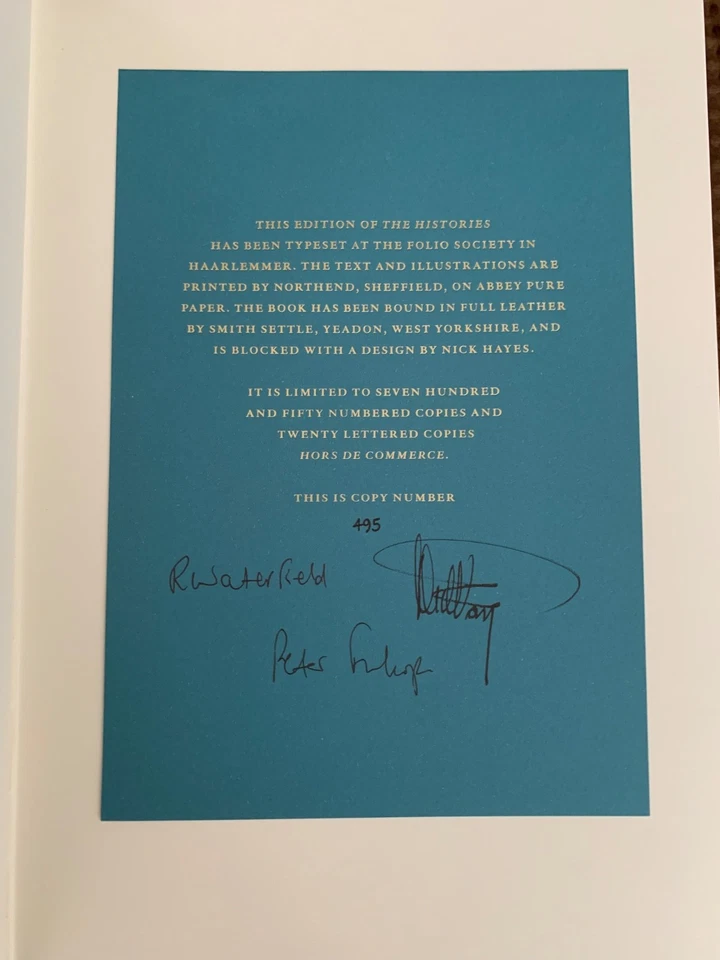 THIS EDITION OF THE HISTORIES
HAS BEEN TYPESET AT THE FOLIO SOCIETY IN
HAARLEMMER. THE TEXT AND ILLUSTRATIONS ARE
PRINTED BY NORTHEND, SHEFFIELD, ON ABBEY PURE
PAPER. THE BOOK HAS BEEN BOUND IN FULL LEATHER
BY SMITH SETTLE, YEADON, WEST YORKSHIRE, AND
IS BLOCKED WITH A DESIGN BY NICK HAYES.
IT IS LIMITED TO SEVEN HUNDRED
AND FIFTY NUMBERED COPIES AND
TWENTY LETTERED COPIES
HORS DE COMMERCE.
THIS IS COPY NUMBER
495
RWaterfield
Peter